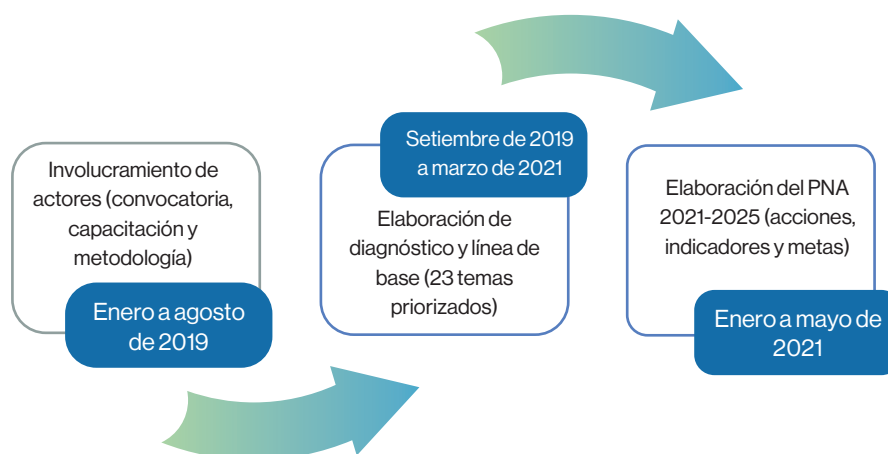 Involucramiento de
actores (convocatoria,
capacitación y
metodología)
Enero a agosto
de 2019
Setiembre de 2019
a marzo de 2021
Elaboración de
diagnóstico y línea de
base (23 temas
priorizados)
Elaboración del PNA
2021-2025 (acciones,
indicadores y metas)
Enero a mayo de
2021